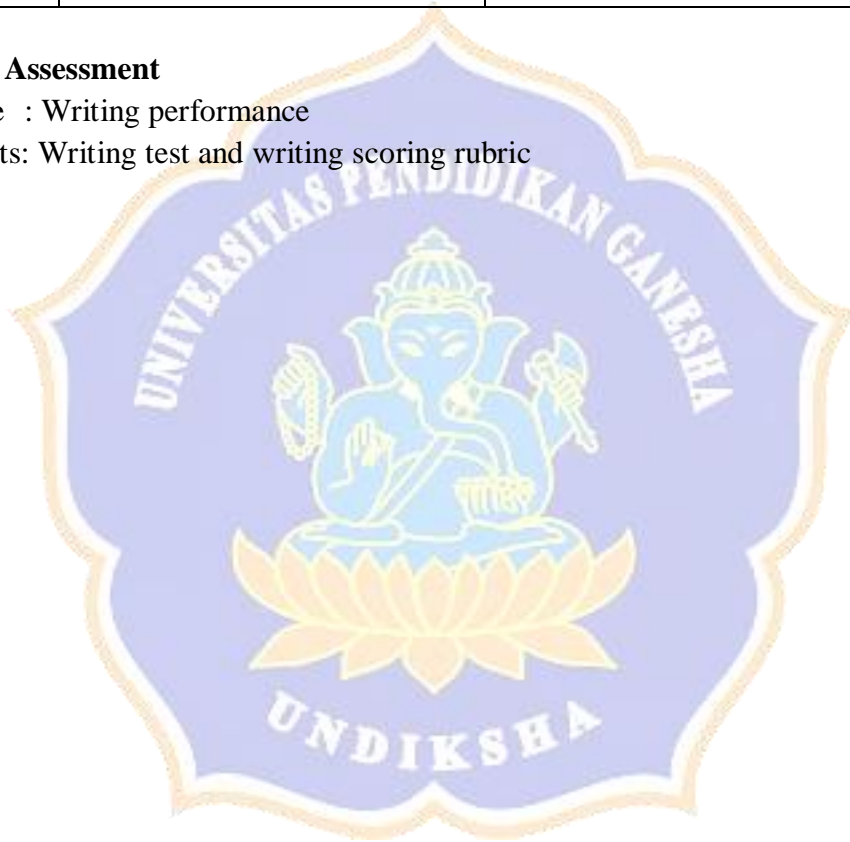 Assessment
e : Writing performance
ts: Writing test and writing scoring rubric
UNIVERSITAS PENDIDIKAN GANESHA
UNDIKSHA